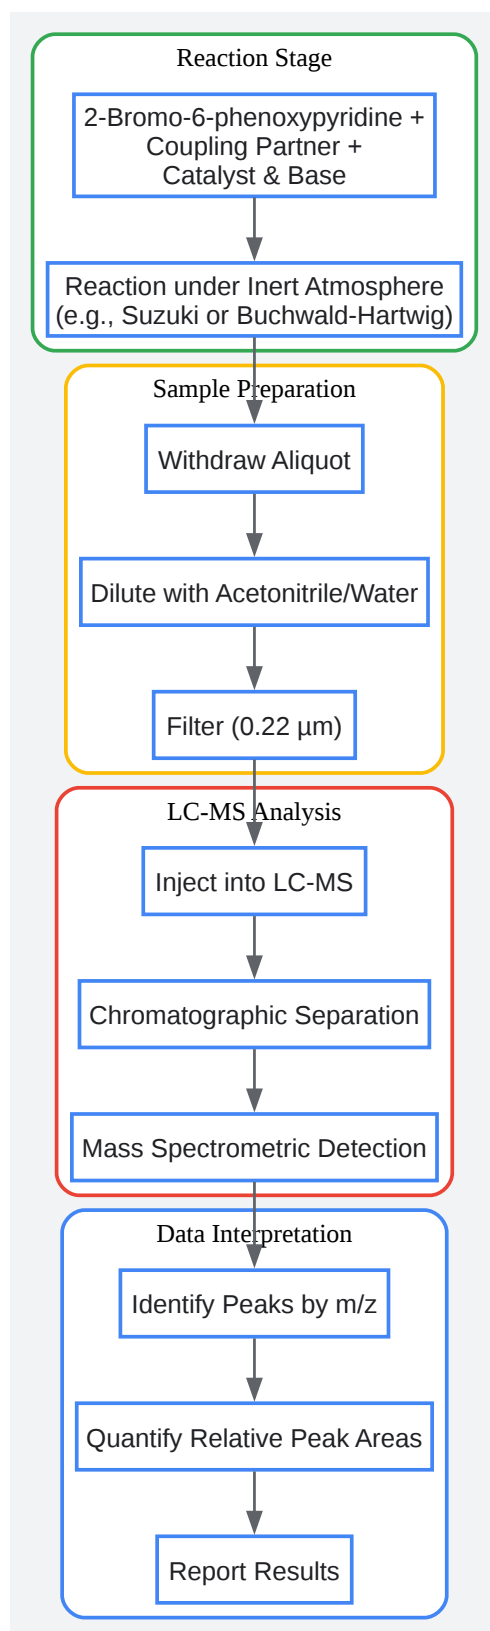 Reaction Stage
2-Bromo-6-phenoxypyridine +
Coupling Partner +
Catalyst & Base
Reaction under Inert Atmosphere
(e.g., Suzuki or Buchwald-Hartwig)
Sample Preparation
Withdraw Aliquot
Dilute with Acetonitrile/Water
Filter (0.22 µm)
LC-MS Analysis
Inject into LC-MS
Chromatographic Separation
Mass Spectrometric Detection
Data Interpretation
Identify Peaks by m/z
Quantify Relative Peak Areas
Report Results